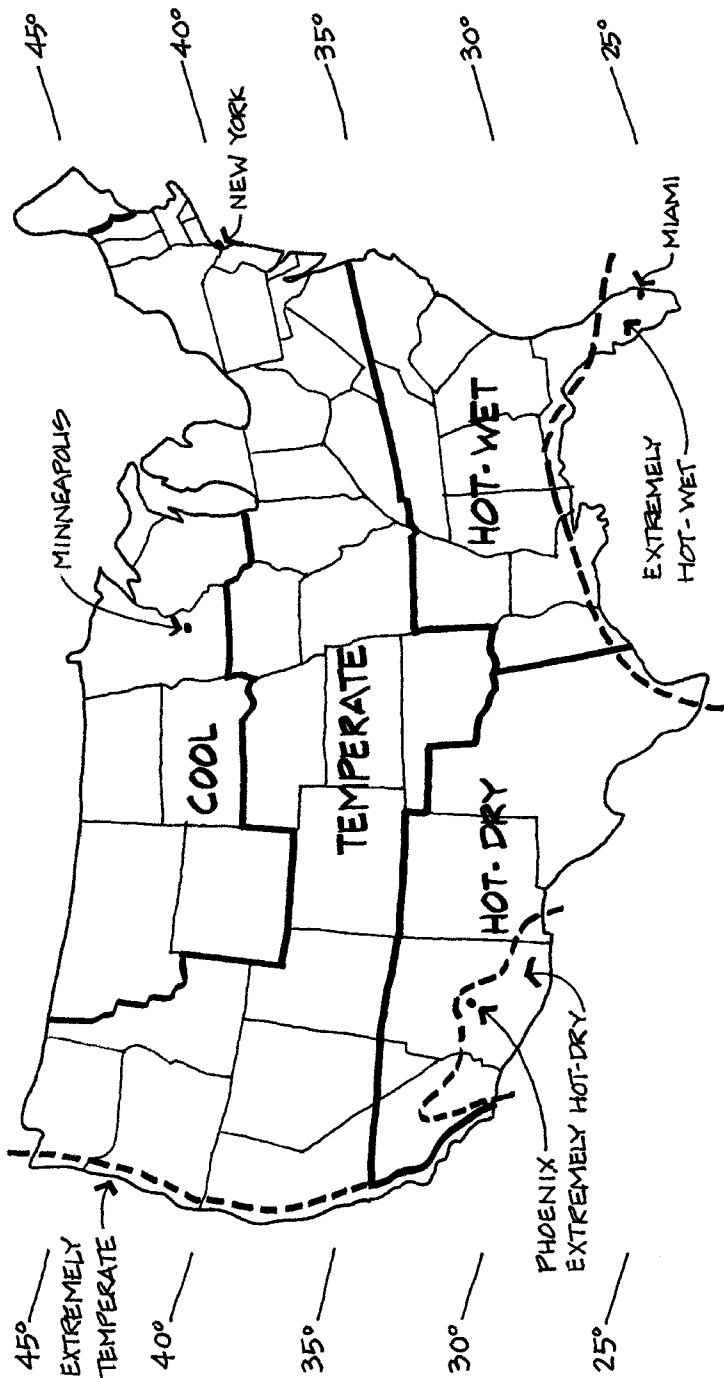 45°
40°
35°
30°
25°
EXTREMELY
TEMPERATE
MINNEAPOLIS
COOL
TEMPERATE
HOT-DRY
HOT-WET
NEW YORK
PHOENIX
EXTREMELY HOT-DRY
EXTREMELY
HOT-WET
MIAMI
45°
40°
35°
30°
25°